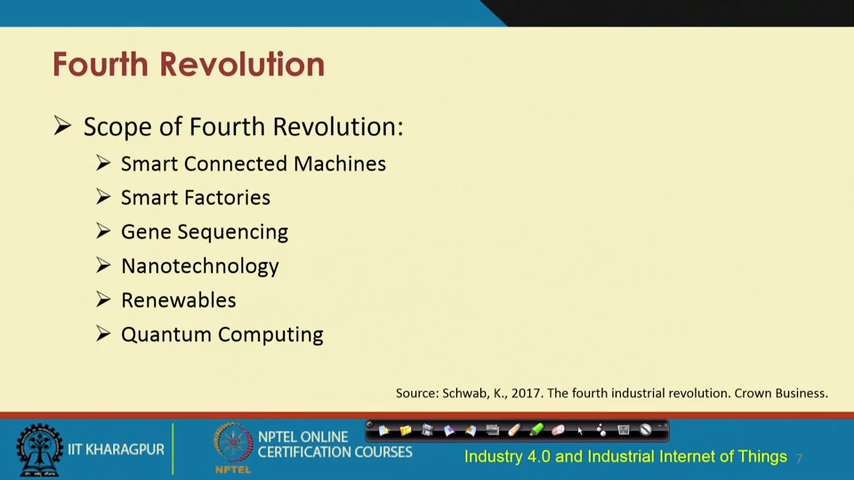 Fourth Revolution
➢ Scope of Fourth Revolution:
➢ Smart Connected Machines
➢ Smart Factories
➢ Gene Sequencing
➢ Nanotechnology
➢ Renewables
➢ Quantum Computing
Source: Schwab, K., 2017. The fourth industrial revolution. Crown Business.
IIT KHARAGPUR
NPTEL
NPTEL ONLINE
CERTIFICATION COURSES
Industry 4.0 and Industrial Internet of Things
7